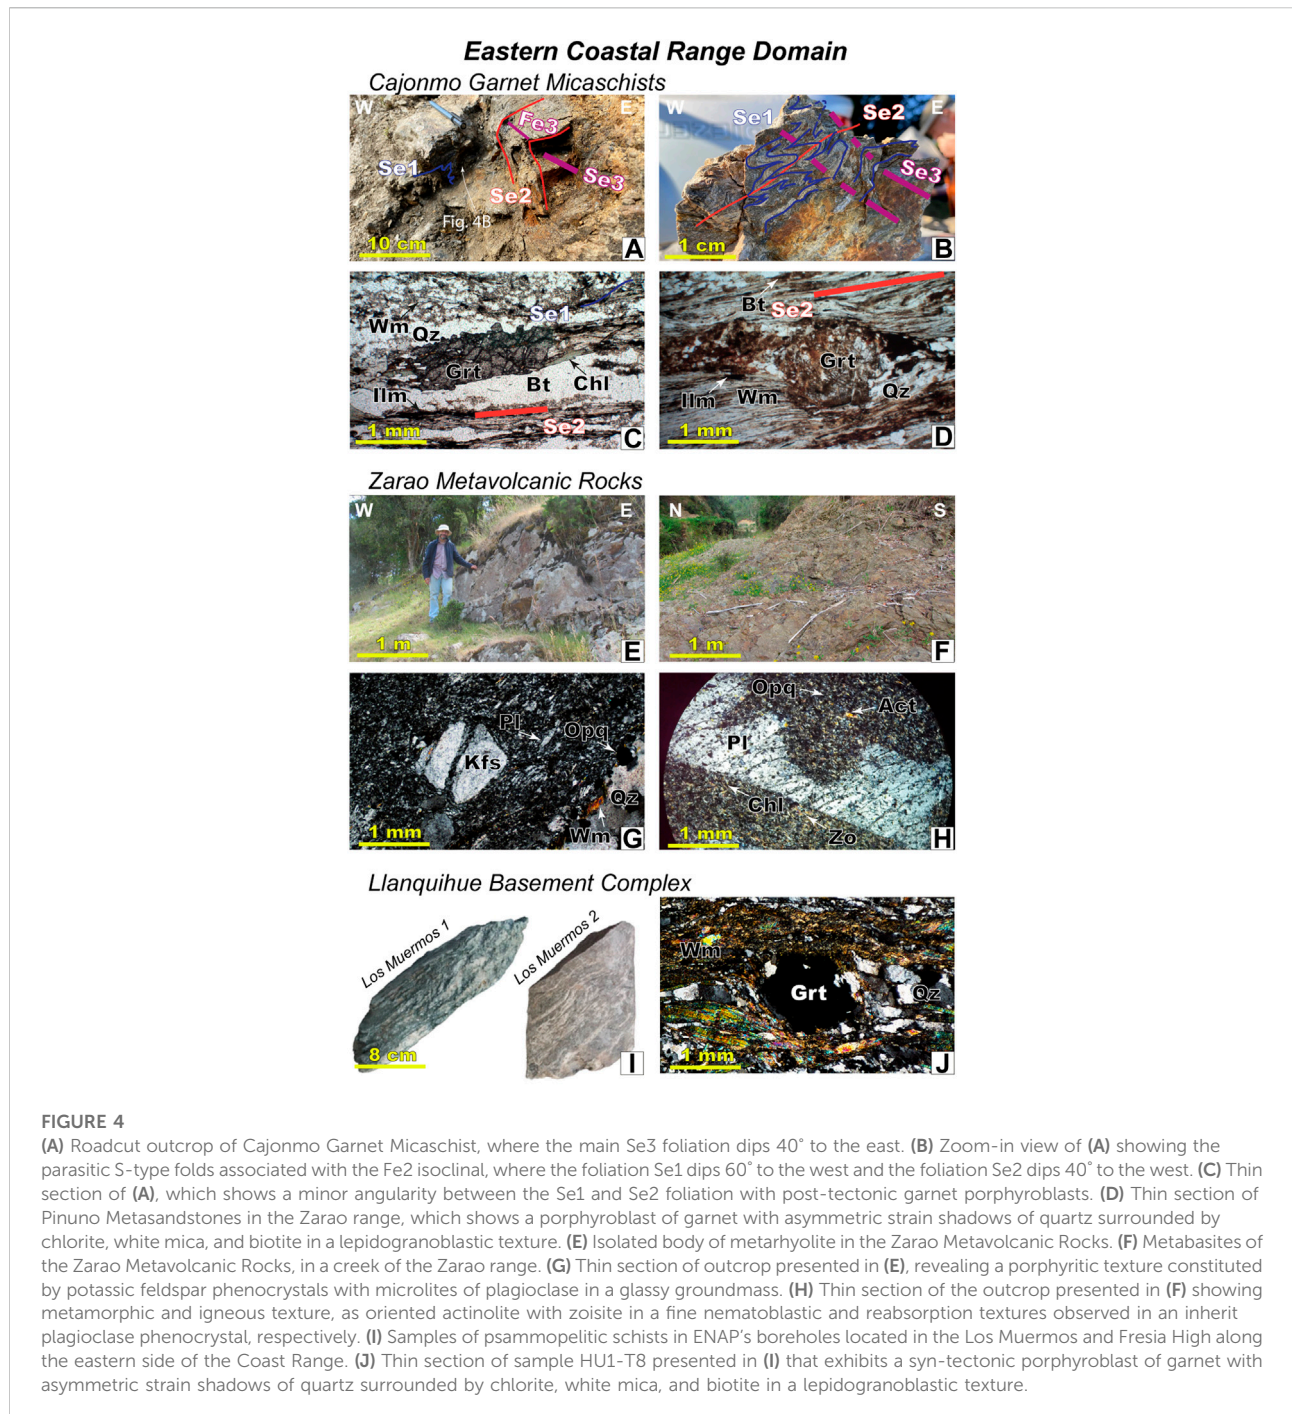 Eastern Coastal Range Domain
Cajonmo Garnet Micaschists
W
E
Fe3
Se1
Se3
Se2
Fig. 4B
10 cm
A
W
E
Se1
Se2
Se3
1 cm
B
Wm
Qz
Se1
Grt
Bt
Chl
Ilm
Se2
1 mm
C
Bt
Se2
Grt
Qz
Ilm
Wm
1 mm
D
Zarao Metavolcanic Rocks
W
E
1 m
E
N
S
1 m
F
Pl
Opq
Kfs
Qz
Wm
1 mm
G
Opq
Act
Pl
Chl
Zo
1 mm
H
Llanquihue Basement Complex
Los Muermos 1
Los Muermos 2
8 cm
I
Wm
Grt
Qz
1 mm
J
FIGURE 4
(A) Roadcut outcrop of Cajonmo Garnet Micaschist, where the main Se3 foliation dips 40° to the east. (B) Zoom-in view of (A) showing the
parasitic S-type folds associated with the Fe2 isoclinal, where the foliation Se1 dips 60° to the west and the foliation Se2 dips 40° to the west. (C) Thin
section of (A), which shows a minor angularity between the Se1 and Se2 foliation with post-tectonic garnet porphyroblasts. (D) Thin section of
Pinuno Metasandstones in the Zarao range, which shows a porphyroblast of garnet with asymmetric strain shadows of quartz surrounded by
chlorite, white mica, and biotite in a lepidogranoblastic texture. (E) Isolated body of metarhyolite in the Zarao Metavolcanic Rocks. (F) Metabasites of
the Zarao Metavolcanic Rocks, in a creek of the Zarao range. (G) Thin section of outcrop presented in (E), revealing a porphyritic texture constituted
by potassic feldspar phenocrystals with microlites of plagioclase in a glassy groundmass. (H) Thin section of the outcrop presented in (F) showing
metamorphic and igneous texture, as oriented actinolite with zoisite in a fine nematoblastic and reabsorption textures observed in an inherit
plagioclase phenocrystal, respectively. (I) Samples of psammopelitic schists in ENAP's boreholes located in the Los Muermos and Fresia High along
the eastern side of the Coast Range. (J) Thin section of sample HU1-T8 presented in (I) that exhibits a syn-tectonic porphyroblast of garnet with
asymmetric strain shadows of quartz surrounded by chlorite, white mica, and biotite in a lepidogranoblastic texture.